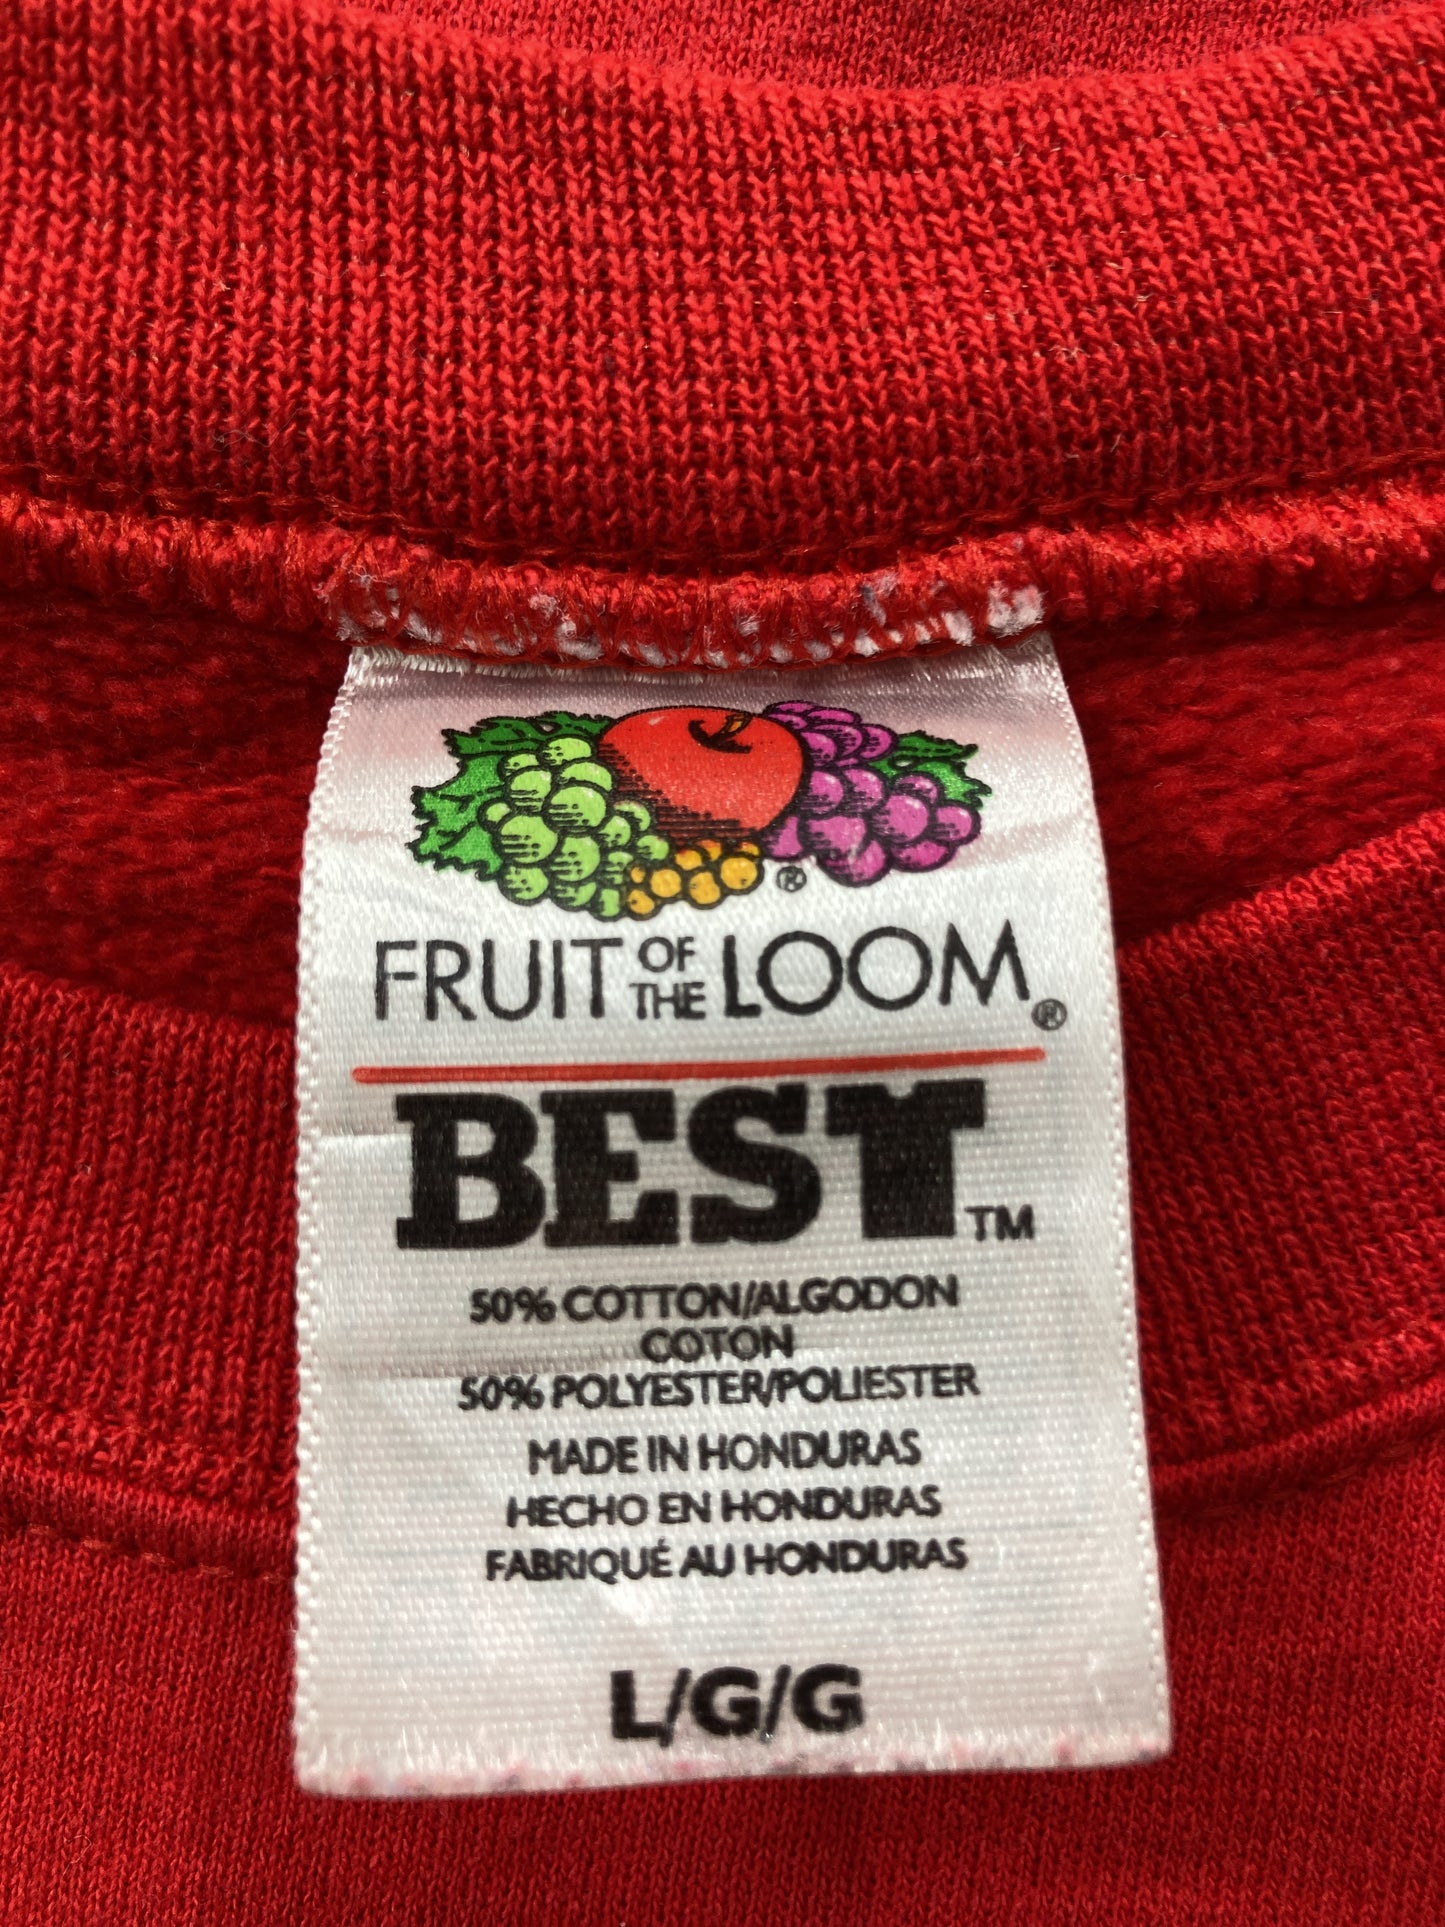 ®
FRUIT OF THE LOOM®
BEST™
50% COTTON/ALGODON
COTON
50% POLYESTER/POLIESTER
MADE IN HONDURAS
HECHO EN HONDURAS
FABRIQUÉ AU HONDURAS
L/G/G